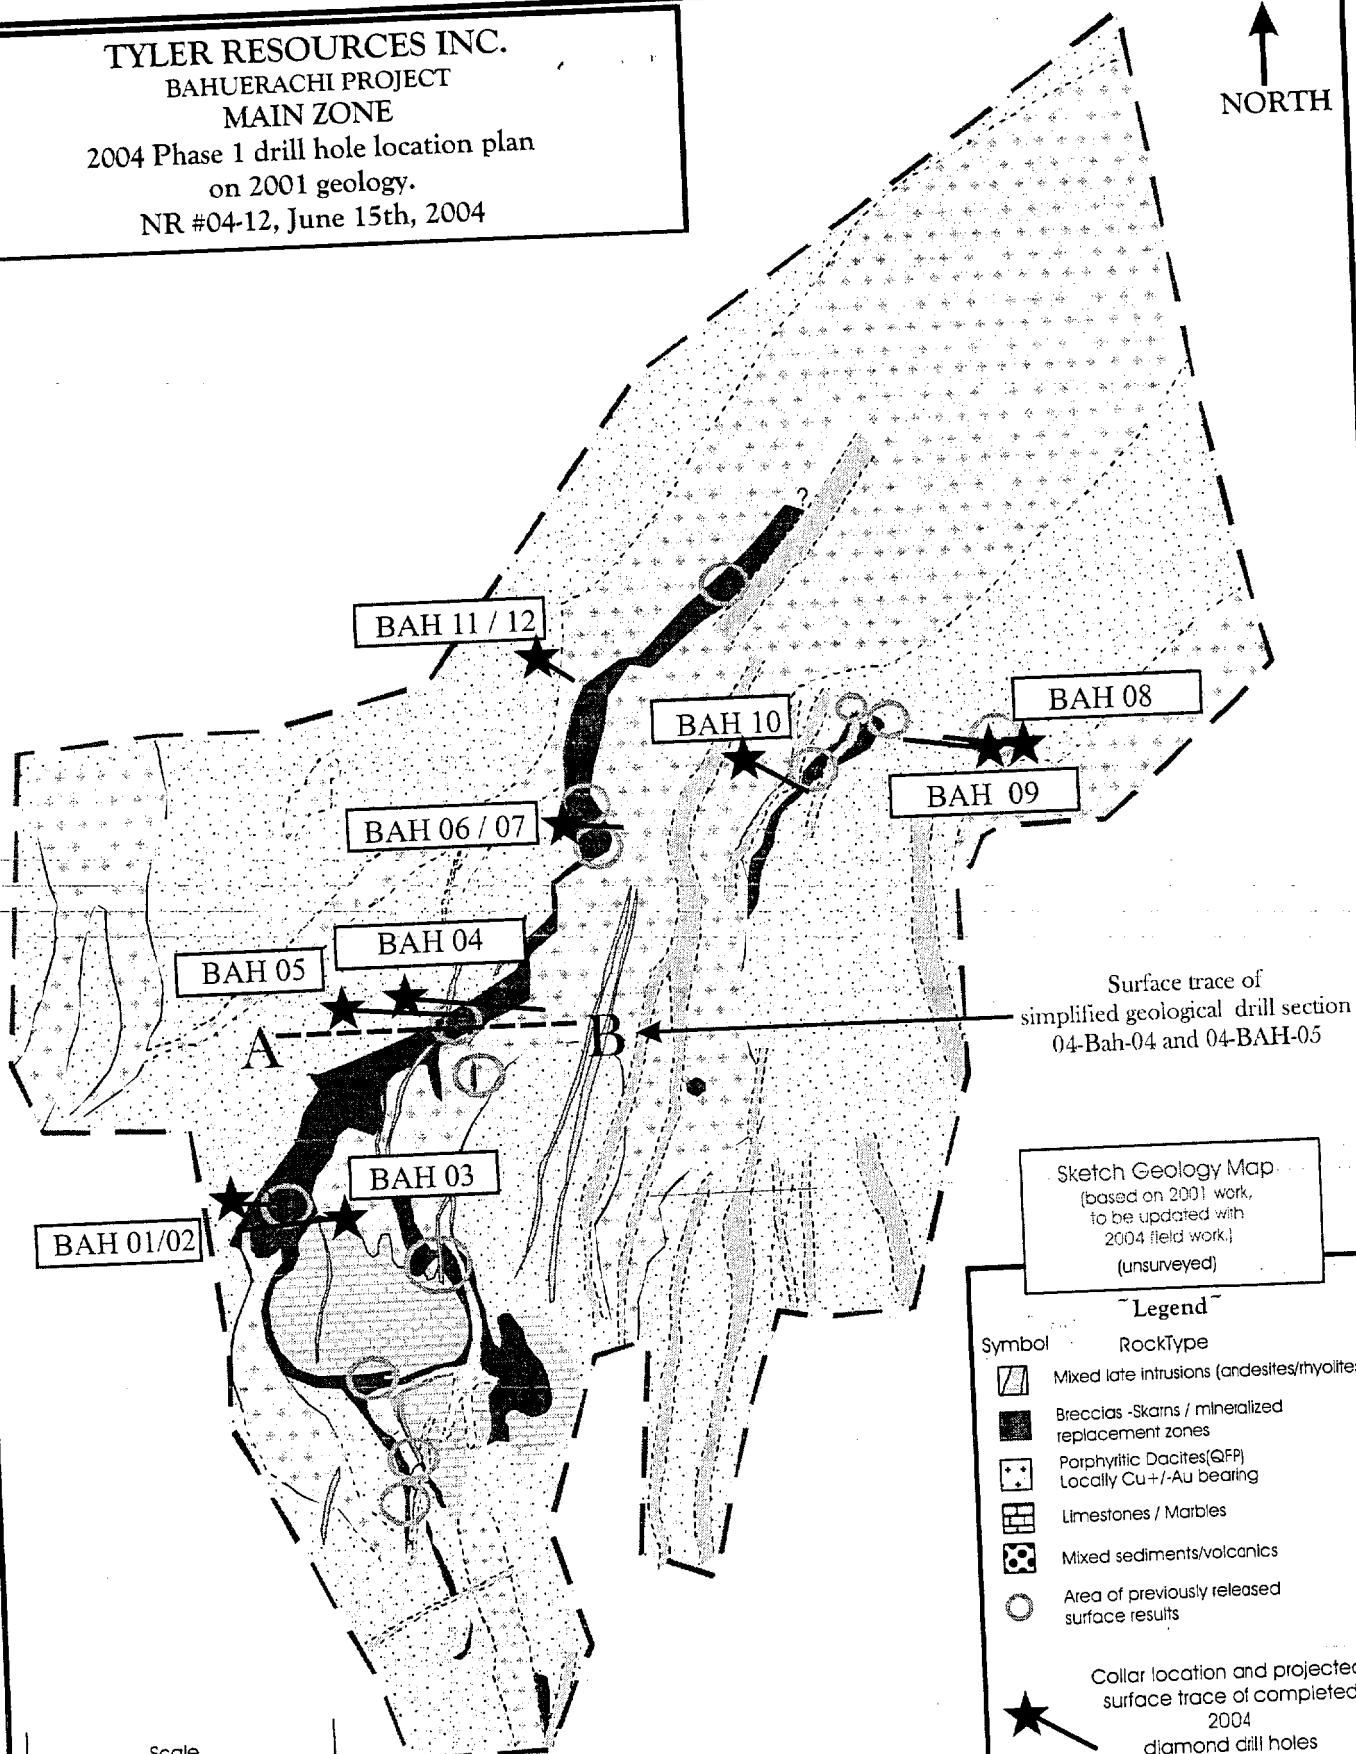 TYLER RESOURCES INC.
BAHUERACHI PROJECT
MAIN ZONE
2004 Phase 1 drill hole location plan
on 2001 geology.
NR #04-12, June 15th, 2004
NORTH
?
BAH 11 / 12
BAH 10
BAH 08
BAH 09
BAH 06 / 07
BAH 04
BAH 05
A
B
Surface trace of
simplified geological drill section
04-Bah-04 and 04-BAH-05
BAH 03
BAH 01/02
Sketch Geology Map
(based on 2001 work,
to be updated with
2004 field work.)
(unsurveyed)
~Legend~
Symbol RockType
Mixed late intrusions (andesites/rhyolites
Breccias -Skarns / mineralized
replacement zones
Porphyritic Dacites(QFP)
Locally Cu+/-Au bearing
Limestones / Marbles
Mixed sediments/volcanics
Area of previously released
surface results
Collar location and projected
surface trace of completed
2004
diamond drill holes
Scale